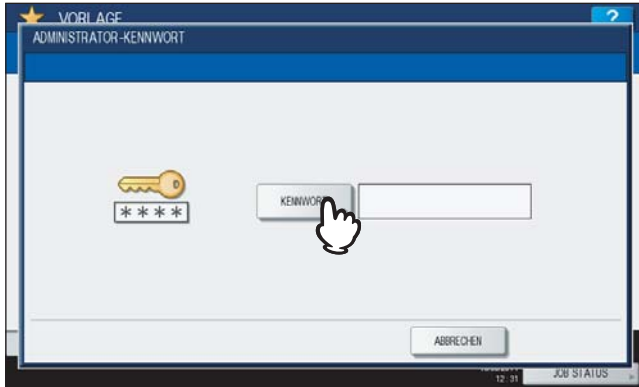 VORLAGE
?
ADMINISTRATOR-KENNWORT
****
KENNWORT
ABBRECHEN
12:31
JOB STATUS